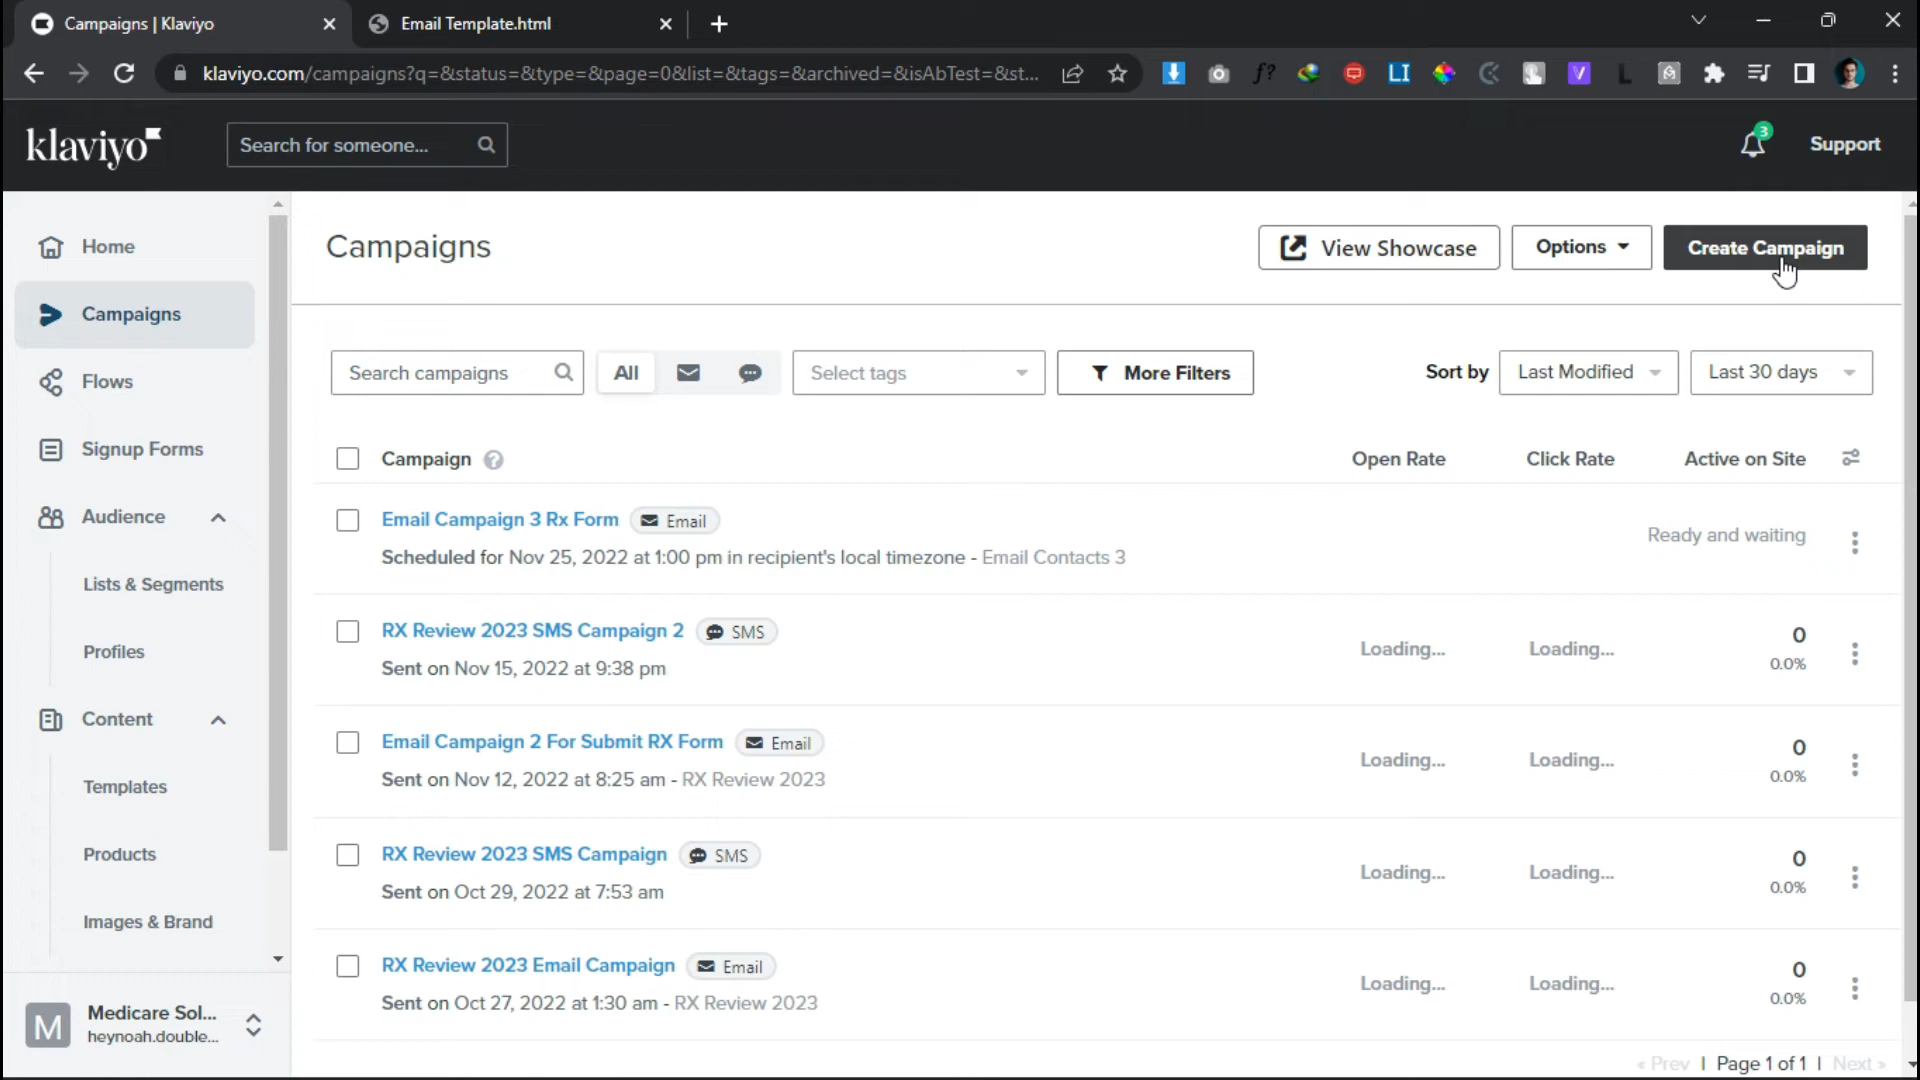 Campaigns | Klaviyo
Email Template.html
klaviyo.com/campaigns?q=&status=&type=&page=0&list=&tags=&archived=&isAbTest=&st...
klaviyo
Search for someone...
3
Support
Home
Campaigns
Flows
Signup Forms
Audience
Lists & Segments
Profiles
Content
Templates
Products
Images & Brand
M
Medicare Sol...
heynoah.double...
Campaigns
View Showcase
Options
Create Campaign
Search campaigns
All
Select tags
More Filters
Sort by
Last Modified
Last 30 days
Campaign ?
Open Rate
Click Rate
Active on Site
Email Campaign 3 Rx Form Email
Scheduled for Nov 25, 2022 at 1:00 pm in recipient's local timezone - Email Contacts 3
Ready and waiting
RX Review 2023 SMS Campaign 2 SMS
Sent on Nov 15, 2022 at 9:38 pm
Loading...
Loading...
0
0.0%
Email Campaign 2 For Submit RX Form Email
Sent on Nov 12, 2022 at 8:25 am - RX Review 2023
Loading...
Loading...
0
0.0%
RX Review 2023 SMS Campaign SMS
Sent on Oct 29, 2022 at 7:53 am
Loading...
Loading...
0
0.0%
RX Review 2023 Email Campaign Email
Sent on Oct 27, 2022 at 1:30 am - RX Review 2023
Loading...
Loading...
0
0.0%
« Prev | Page 1 of 1 | Next »